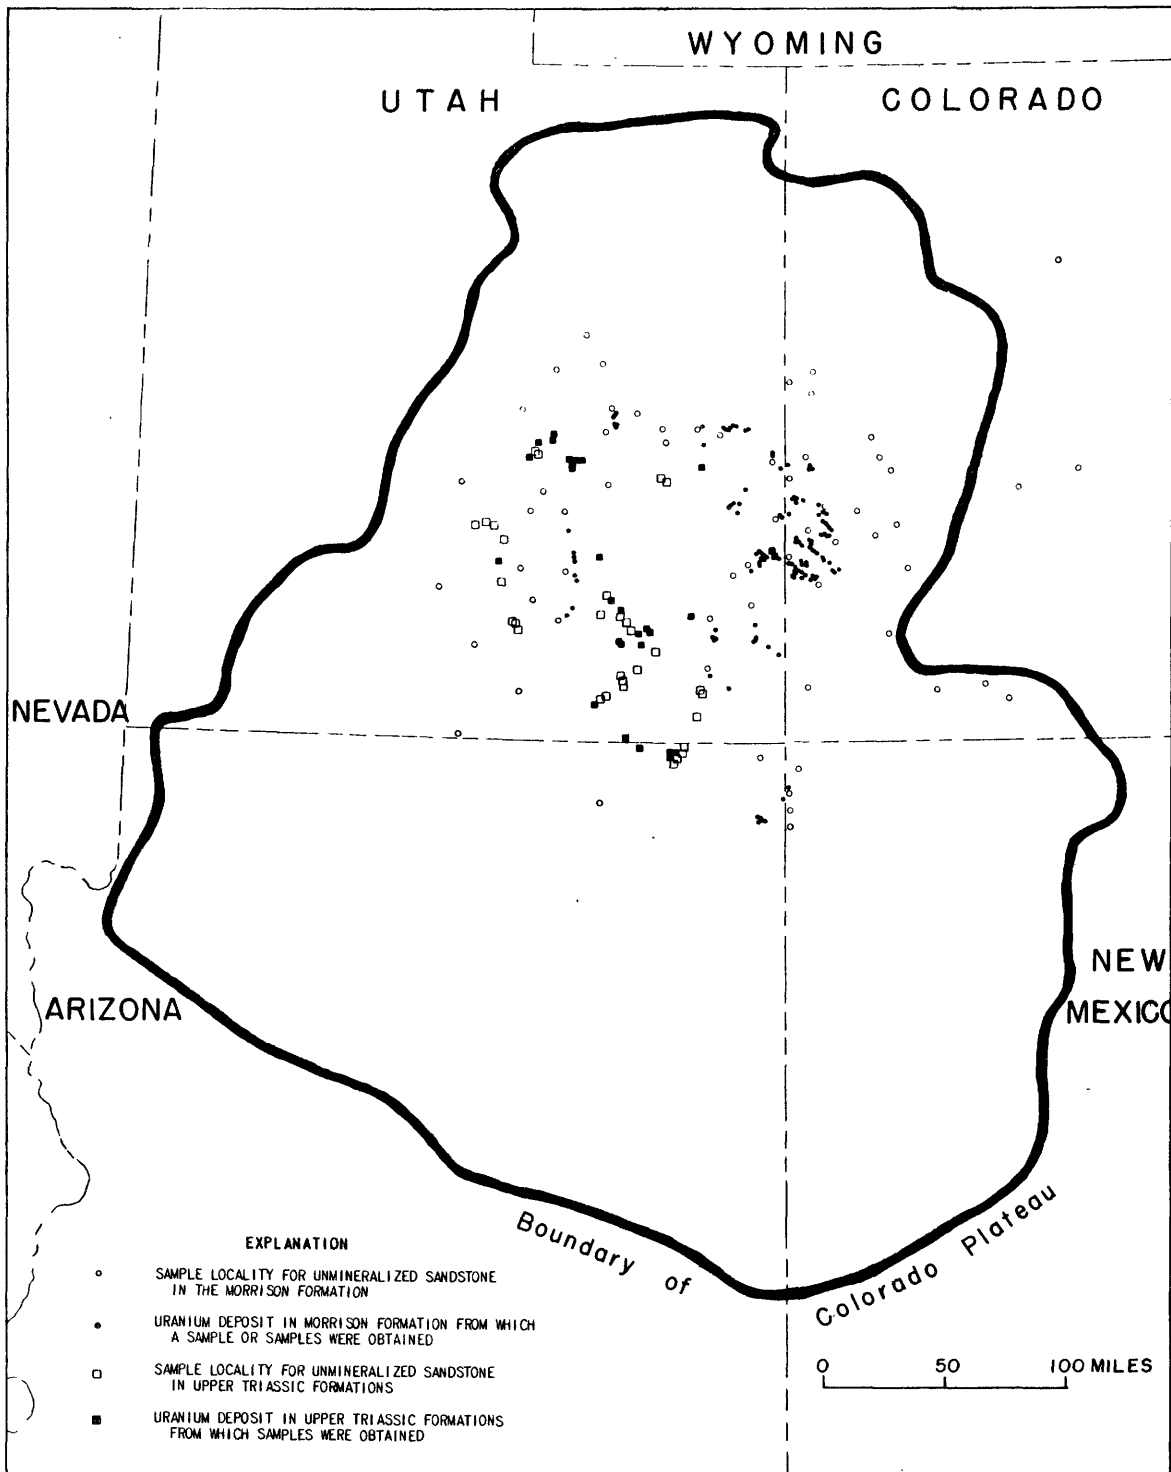 WYOMING
UTAH
COLORADO
NEVADA
ARIZONA
NEW
MEXICO
Boundary of Colorado Plateau
EXPLANATION
SAMPLE LOCALITY FOR UNMINERALIZED SANDSTONE
IN THE MORRISON FORMATION
URANIUM DEPOSIT IN MORRISON FORMATION FROM WHICH
A SAMPLE OR SAMPLES WERE OBTAINED
SAMPLE LOCALITY FOR UNMINERALIZED SANDSTONE
IN UPPER TRIASSIC FORMATIONS
URANIUM DEPOSIT IN UPPER TRIASSIC FORMATIONS
FROM WHICH SAMPLES WERE OBTAINED
0 50 100 MILES